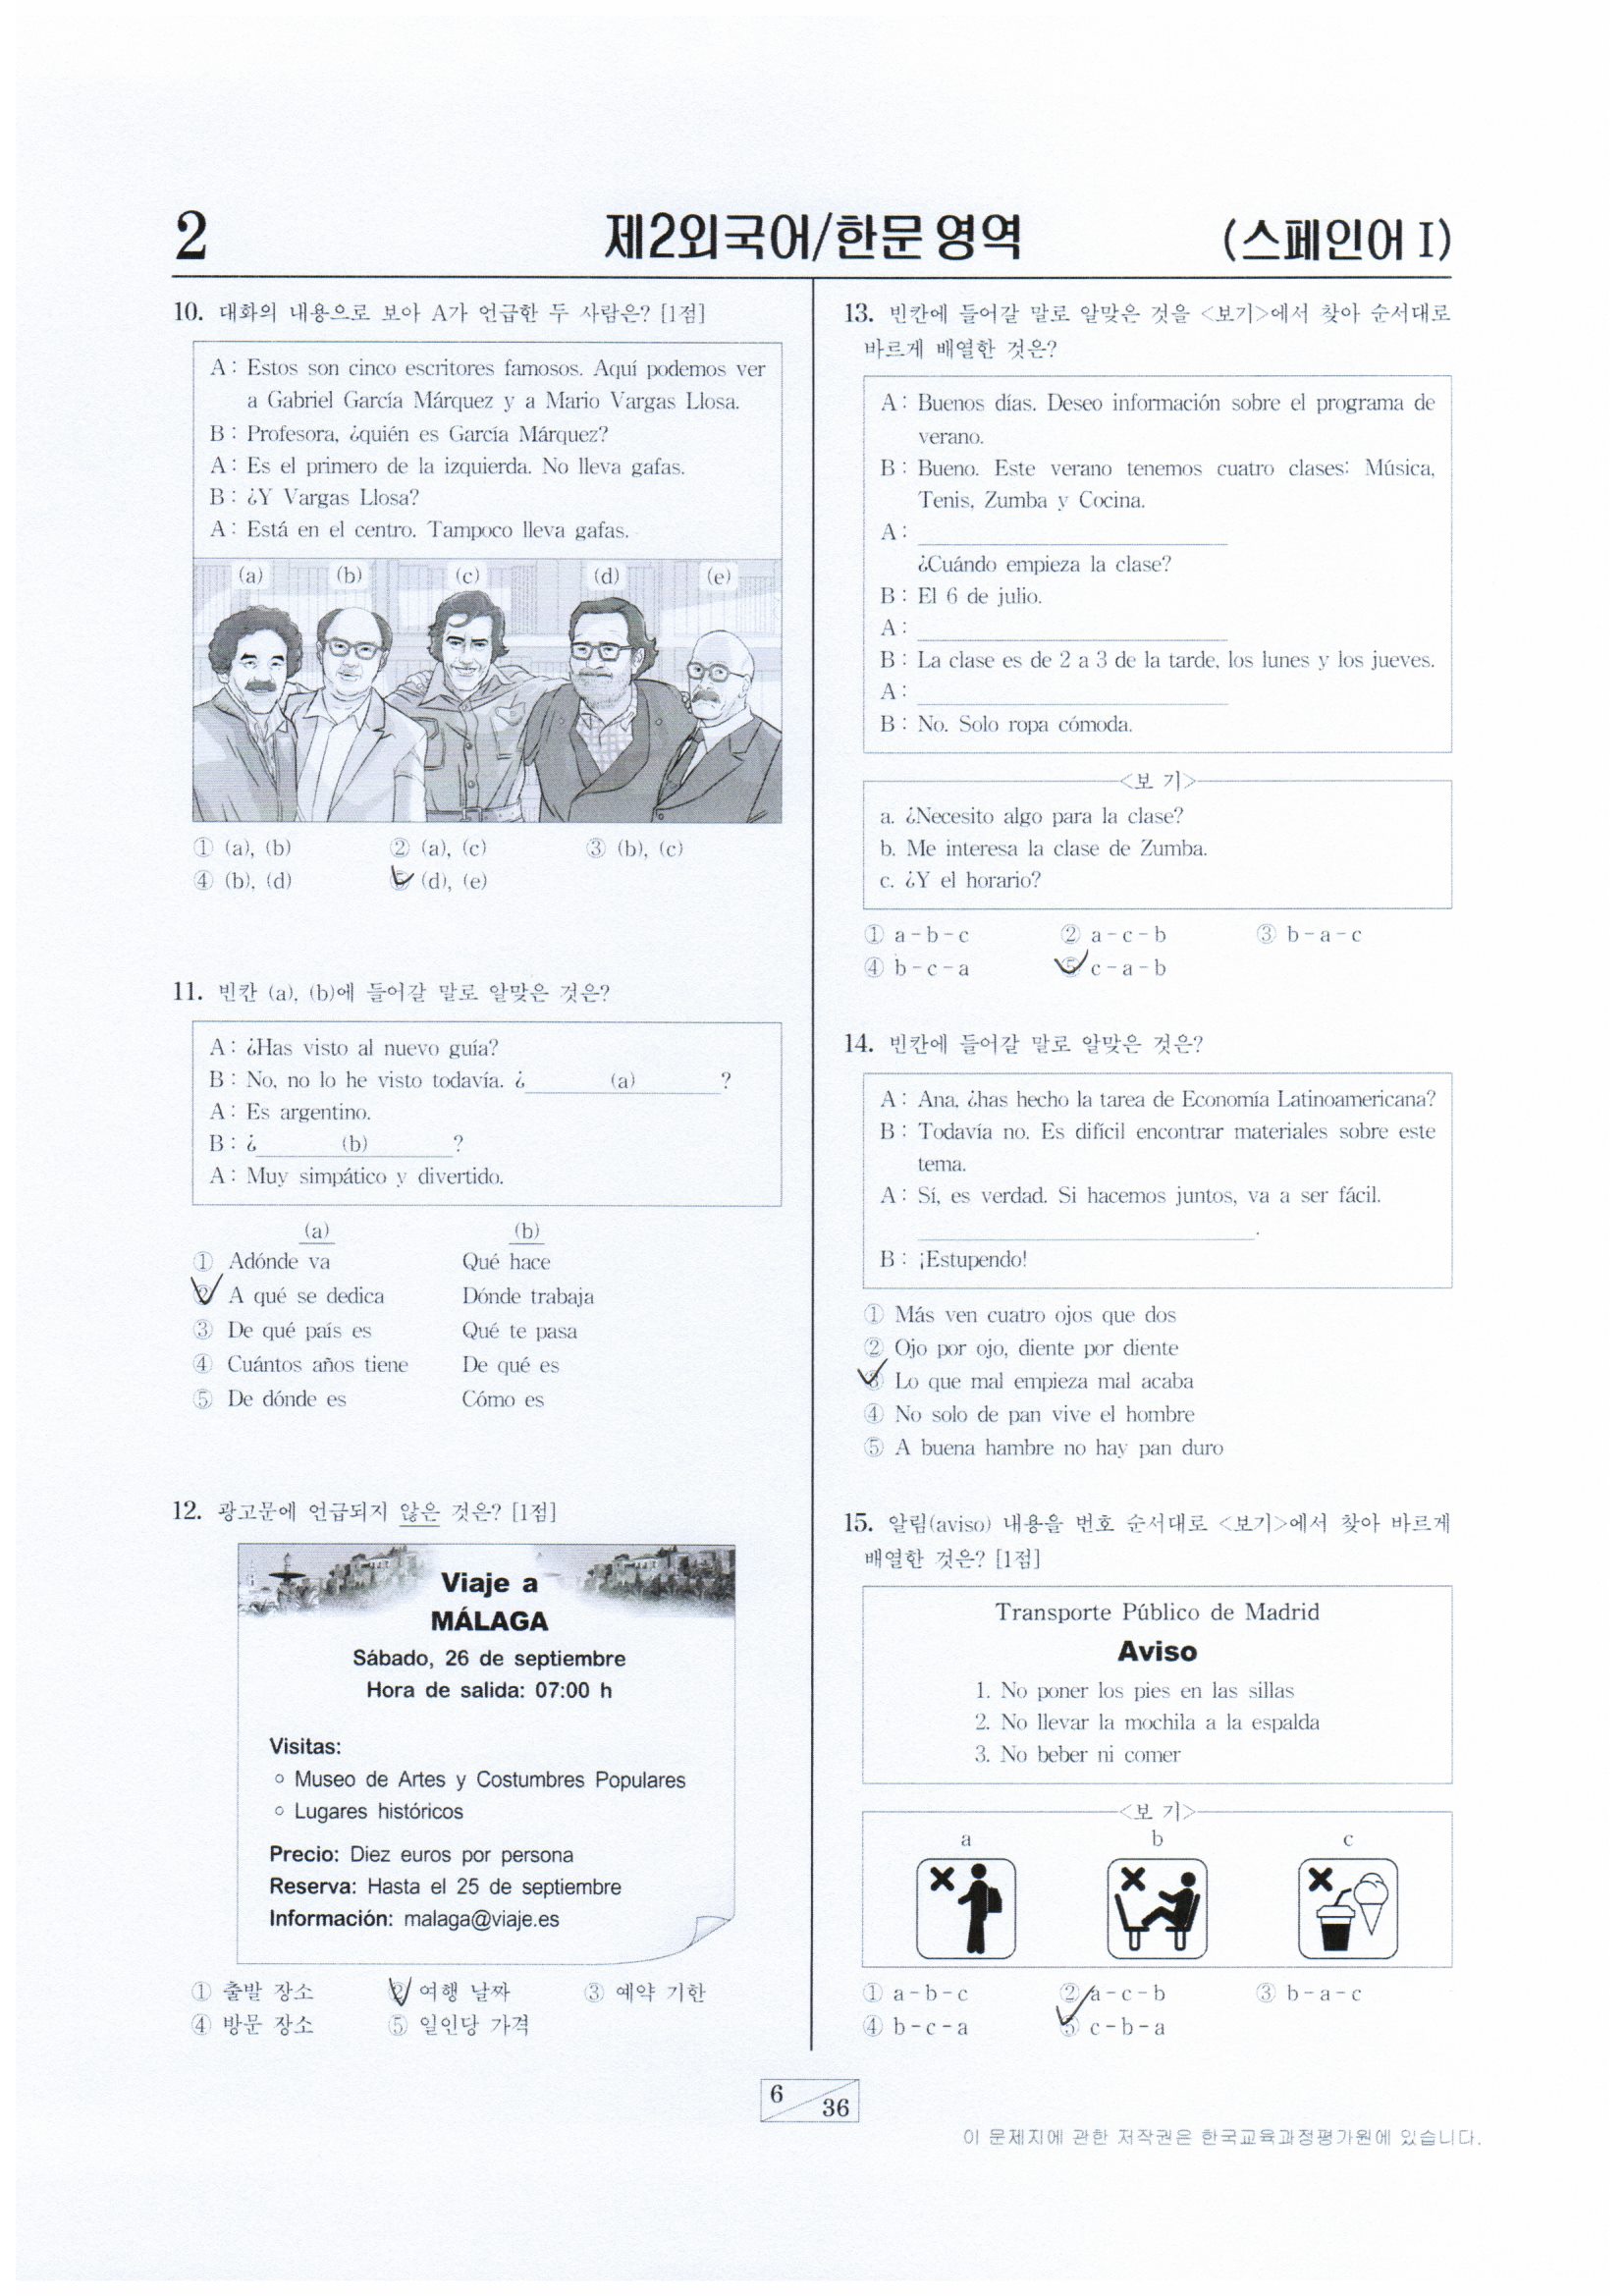 2
제2외국어/한문 영역
(스페인어 I)
10. 대화의 내용으로 보아 A가 언급한 두 사람은? [1점]
A : Estos son cinco escritores famosos. Aquí podemos ver
a Gabriel García Márquez y a Mario Vargas Llosa.
B : Profesora, ¿quién es García Márquez?
A : Es el primero de la izquierda. No lleva gafas.
B : ¿Y Vargas Llosa?
A : Está en el centro. Tampoco lleva gafas.
(a) (b) (c) (d) (e)
① (a), (b) ② (a), (c) ③ (b), (c)
④ (b), (d) ⑤ (d), (e)
11. 빈칸 (a), (b)에 들어갈 말로 알맞은 것은?
A : ¿Has visto al nuevo guía?
B : No, no lo he visto todavía. ¿ (a) ?
A : Es argentino.
B : ¿ (b) ?
A : Muy simpático y divertido.
(a) (b)
① Adónde va Qué hace
② A qué se dedica Dónde trabaja
③ De qué país es Qué te pasa
④ Cuántos años tiene De qué es
⑤ De dónde es Cómo es
12. 광고문에 언급되지 않은 것은? [1점]
Viaje a
MÁLAGA
Sábado, 26 de septiembre
Hora de salida: 07:00 h
Visitas:
○ Museo de Artes y Costumbres Populares
○ Lugares históricos
Precio: Diez euros por persona
Reserva: Hasta el 25 de septiembre
Información: malaga@viaje.es
① 출발 장소 ② 여행 날짜 ③ 예약 기한
④ 방문 장소 ⑤ 일인당 가격
13. 빈칸에 들어갈 말로 알맞은 것을 <보기>에서 찾아 순서대로
바르게 배열한 것은?
A : Buenos días. Deseo información sobre el programa de
verano.
B : Bueno. Este verano tenemos cuatro clases: Música,
Tenis, Zumba y Cocina.
A :
¿Cuándo empieza la clase?
B : El 6 de julio.
A :
B : La clase es de 2 a 3 de la tarde, los lunes y los jueves.
A :
B : No. Solo ropa cómoda.
<보 기>
a. ¿Necesito algo para la clase?
b. Me interesa la clase de Zumba.
c. ¿Y el horario?
① a - b - c ② a - c - b ③ b - a - c
④ b - c - a ⑤ c - a - b
14. 빈칸에 들어갈 말로 알맞은 것은?
A : Ana, ¿has hecho la tarea de Economía Latinoamericana?
B : Todavía no. Es difícil encontrar materiales sobre este
tema.
A : Sí, es verdad. Si hacemos juntos, va a ser fácil.
.
B : ¡Estupendo!
① Más ven cuatro ojos que dos
② Ojo por ojo, diente por diente
③ Lo que mal empieza mal acaba
④ No solo de pan vive el hombre
⑤ A buena hambre no hay pan duro
15. 알림(aviso) 내용을 번호 순서대로 <보기>에서 찾아 바르게
배열한 것은? [1점]
Transporte Público de Madrid
Aviso
1. No poner los pies en las sillas
2. No llevar la mochila a la espalda
3. No beber ni comer
<보 기>
a b c
① a - b - c ② a - c - b ③ b - a - c
④ b - c - a ⑤ c - b - a
6 36
이 문제지에 관한 저작권은 한국교육과정평가원에 있습니다.